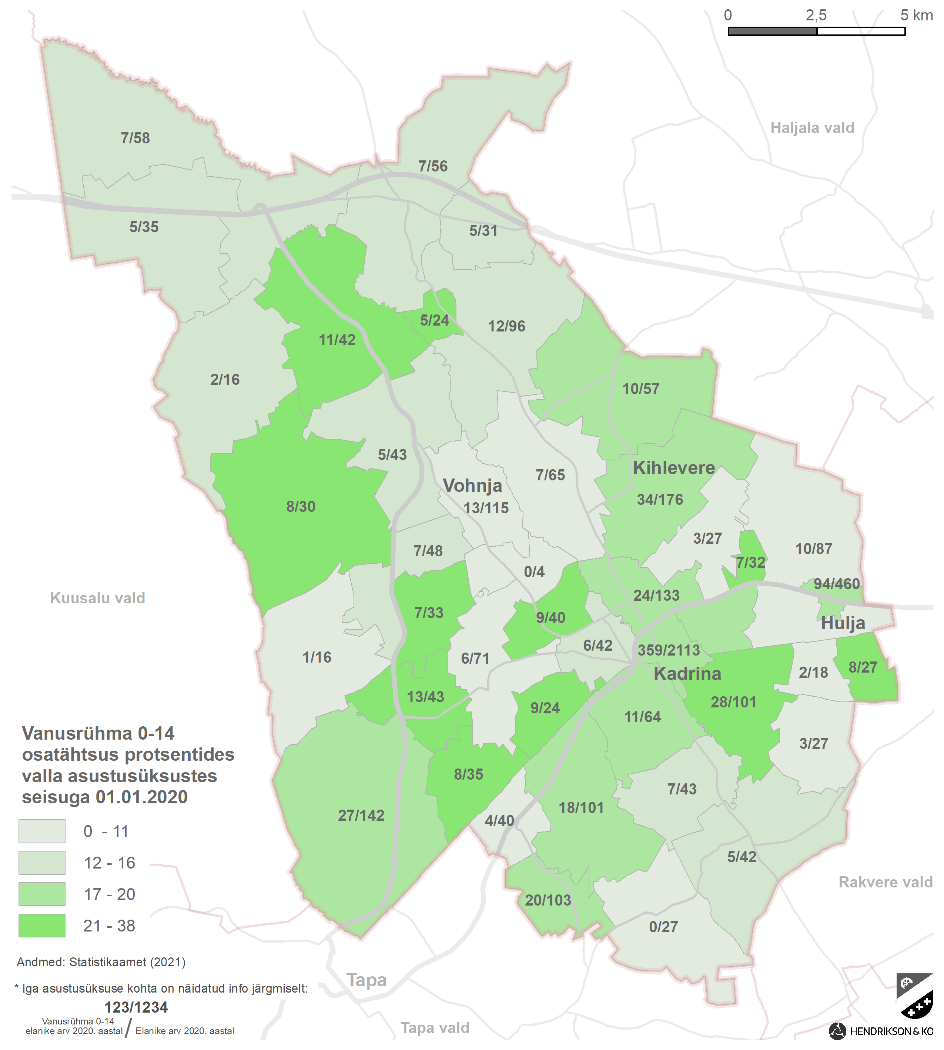 0 2,5 5 km
Haljala vald
7/58
7/56
5/35
5/31
5/24
12/96
11/42
2/16
10/57
5/43
7/65
Kihlevere
Vohnja
34/176
13/115
8/30
3/27
10/87
7/48
7/32
0/4
94/460
Kuusalu vald
24/133
7/33
9/40
Hulja
6/42
359/2113
1/16
6/71
8/27
2/18
Kadrina
13/43
28/101
9/24
11/64
Vanusrühma 0-14
osatähtsus protsentides
valla asustusüksustes
seisuga 01.01.2020
3/27
8/35
7/43
18/101
27/142
4/40
0 - 11
12 - 16
17 - 20
21 - 38
5/42
Rakvere vald
20/103
0/27
Andmed: Statistikaamet (2021)
Tapa
* Iga asustusüksuse kohta on näidatud info järgmiselt:
123/1234
Vanusrühma 0-14
elanike arv 2020. aastal / Elanike arv 2020. aastal
Tapa vald
HENDRIKSON & KO